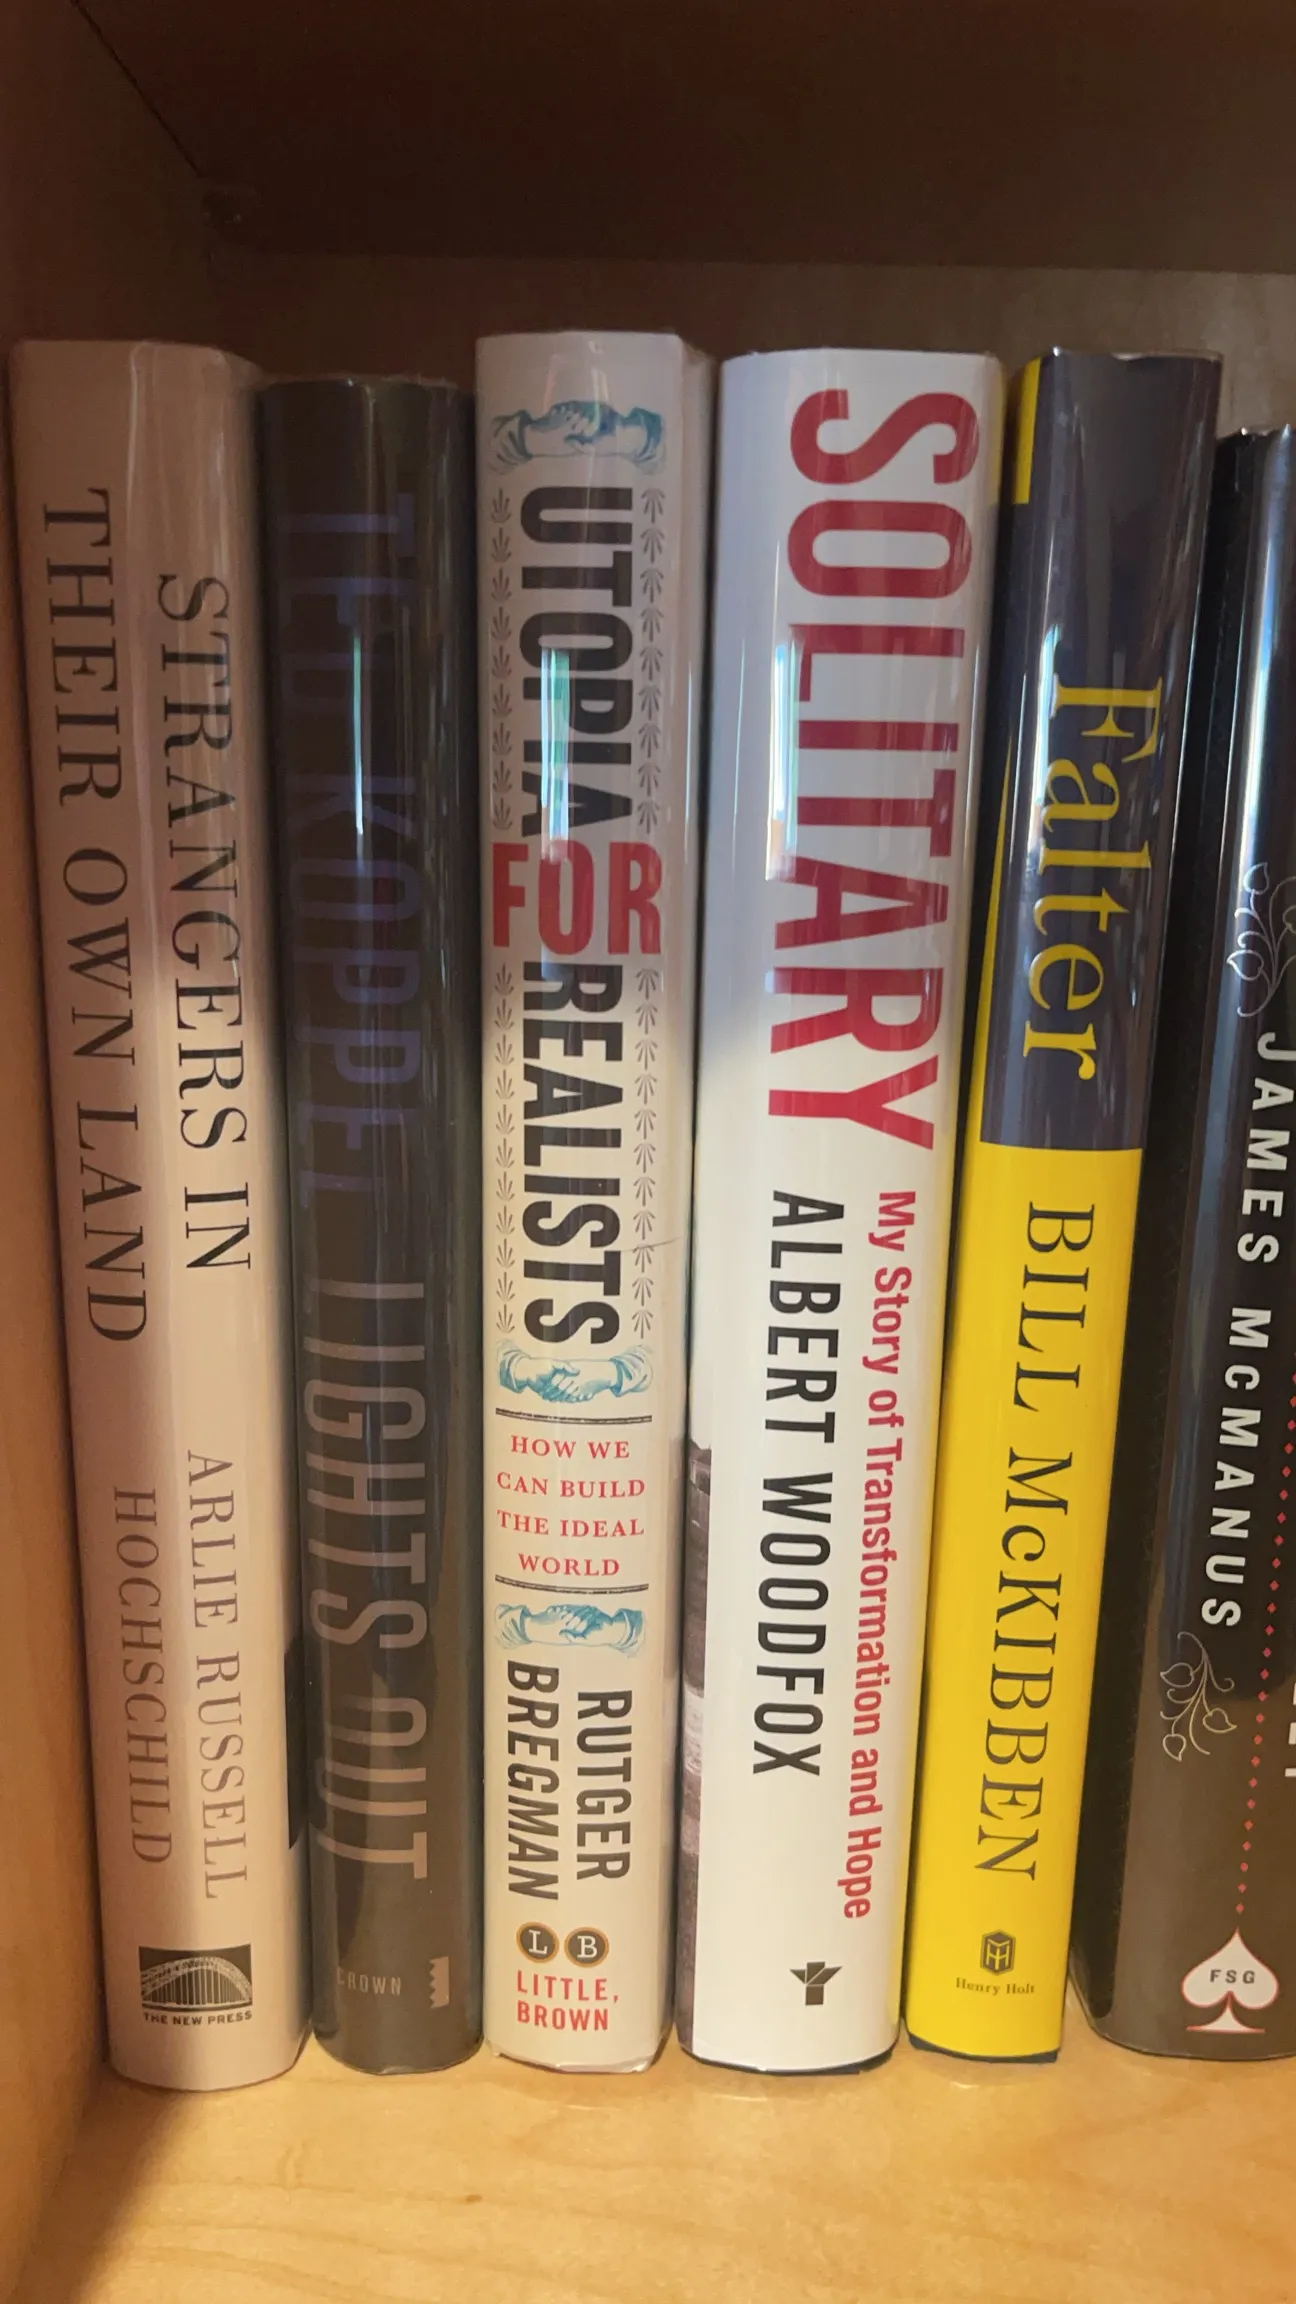 STRANGERS IN
THEIR OWN LAND
ARLIE RUSSELL
HOCHSCHILD
THE NEW PRESS
TED KOPPEL LIGHTS OUT
CROWN
UTOPIA FOR REALISTS
HOW WE
CAN BUILD
THE IDEAL
WORLD
RUTGER
BREGMAN
L B
LITTLE,
BROWN
SOLITARY
My Story of Transformation and Hope
ALBERT WOODFOX
Falter
BILL McKIBBEN
H
Henry Holt
JAMES McMANUS
FSG